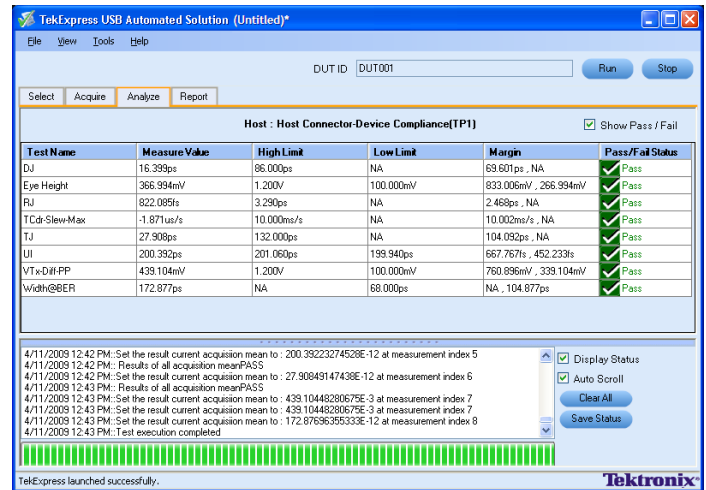 TekExpress USB Automated Solution (Untitled)*
File View Tools Help
DUT ID DUT001 Run Stop
Select Acquire Analyze Report
Host : Host Connector-Device Compliance(TP1) Show Pass / Fail
Test Name Measure Value High Limit Low Limit Margin Pass/Fail Status
DJ 16.399ps 86.000ps NA 69.601ps , NA Pass
Eye Height 366.994mV 1.200V 100.000mV 833.006mV , 266.994mV Pass
RJ 822.085fs 3.290ps NA 2.468ps , NA Pass
TCdr-Slew-Max -1.871us/s 10.000ms/s NA 10.002ms/s , NA Pass
TJ 27.908ps 132.000ps NA 104.092ps , NA Pass
UI 200.392ps 201.060ps 199.940ps 667.767fs , 452.233fs Pass
VTx-Diff-PP 439.104mV 1.200V 100.000mV 760.896mV , 339.104mV Pass
Width@BER 172.877ps NA 68.000ps NA , 104.877ps Pass
4/11/2009 12:42 PM::Set the result current acquisiion mean to : 200.39223274528E-12 at measurement index 5
4/11/2009 12:42 PM:: Results of all acquisition meanPASS
4/11/2009 12:42 PM::Set the result current acquisiion mean to : 27.90849147438E-12 at measurement index 6
4/11/2009 12:43 PM:: Results of all acquisition meanPASS
4/11/2009 12:43 PM::Set the result current acquisiion mean to : 439.10448280675E-3 at measurement index 7
4/11/2009 12:43 PM::Set the result current acquisiion mean to : 439.10448280675E-3 at measurement index 7
4/11/2009 12:43 PM::Set the result current acquisiion mean to : 172.87696355333E-12 at measurement index 8
4/11/2009 12:43 PM::Test execution completed
Display Status
Auto Scroll
Clear All
Save Status
TekExpress launched successfully. Tektronix